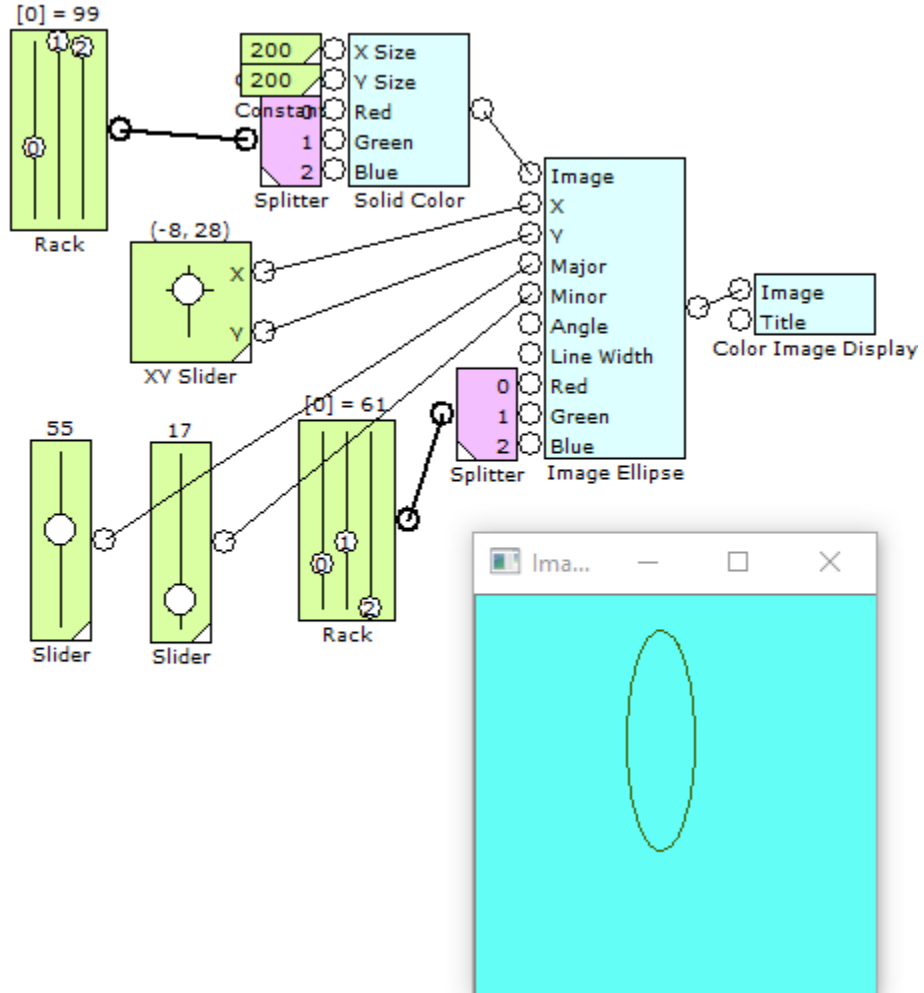 [0] = 99
0
1
2
Rack
200
200
Constant
0
1
2
Splitter
X Size
Y Size
Red
Green
Blue
Solid Color
(-8, 28)
X
Y
XY Slider
55
Slider
17
Slider
[0] = 61
0
1
2
Rack
0
1
2
Splitter
Image
X
Y
Major
Minor
Angle
Line Width
Red
Green
Blue
Image Ellipse
Image
Title
Color Image Display
Ima...